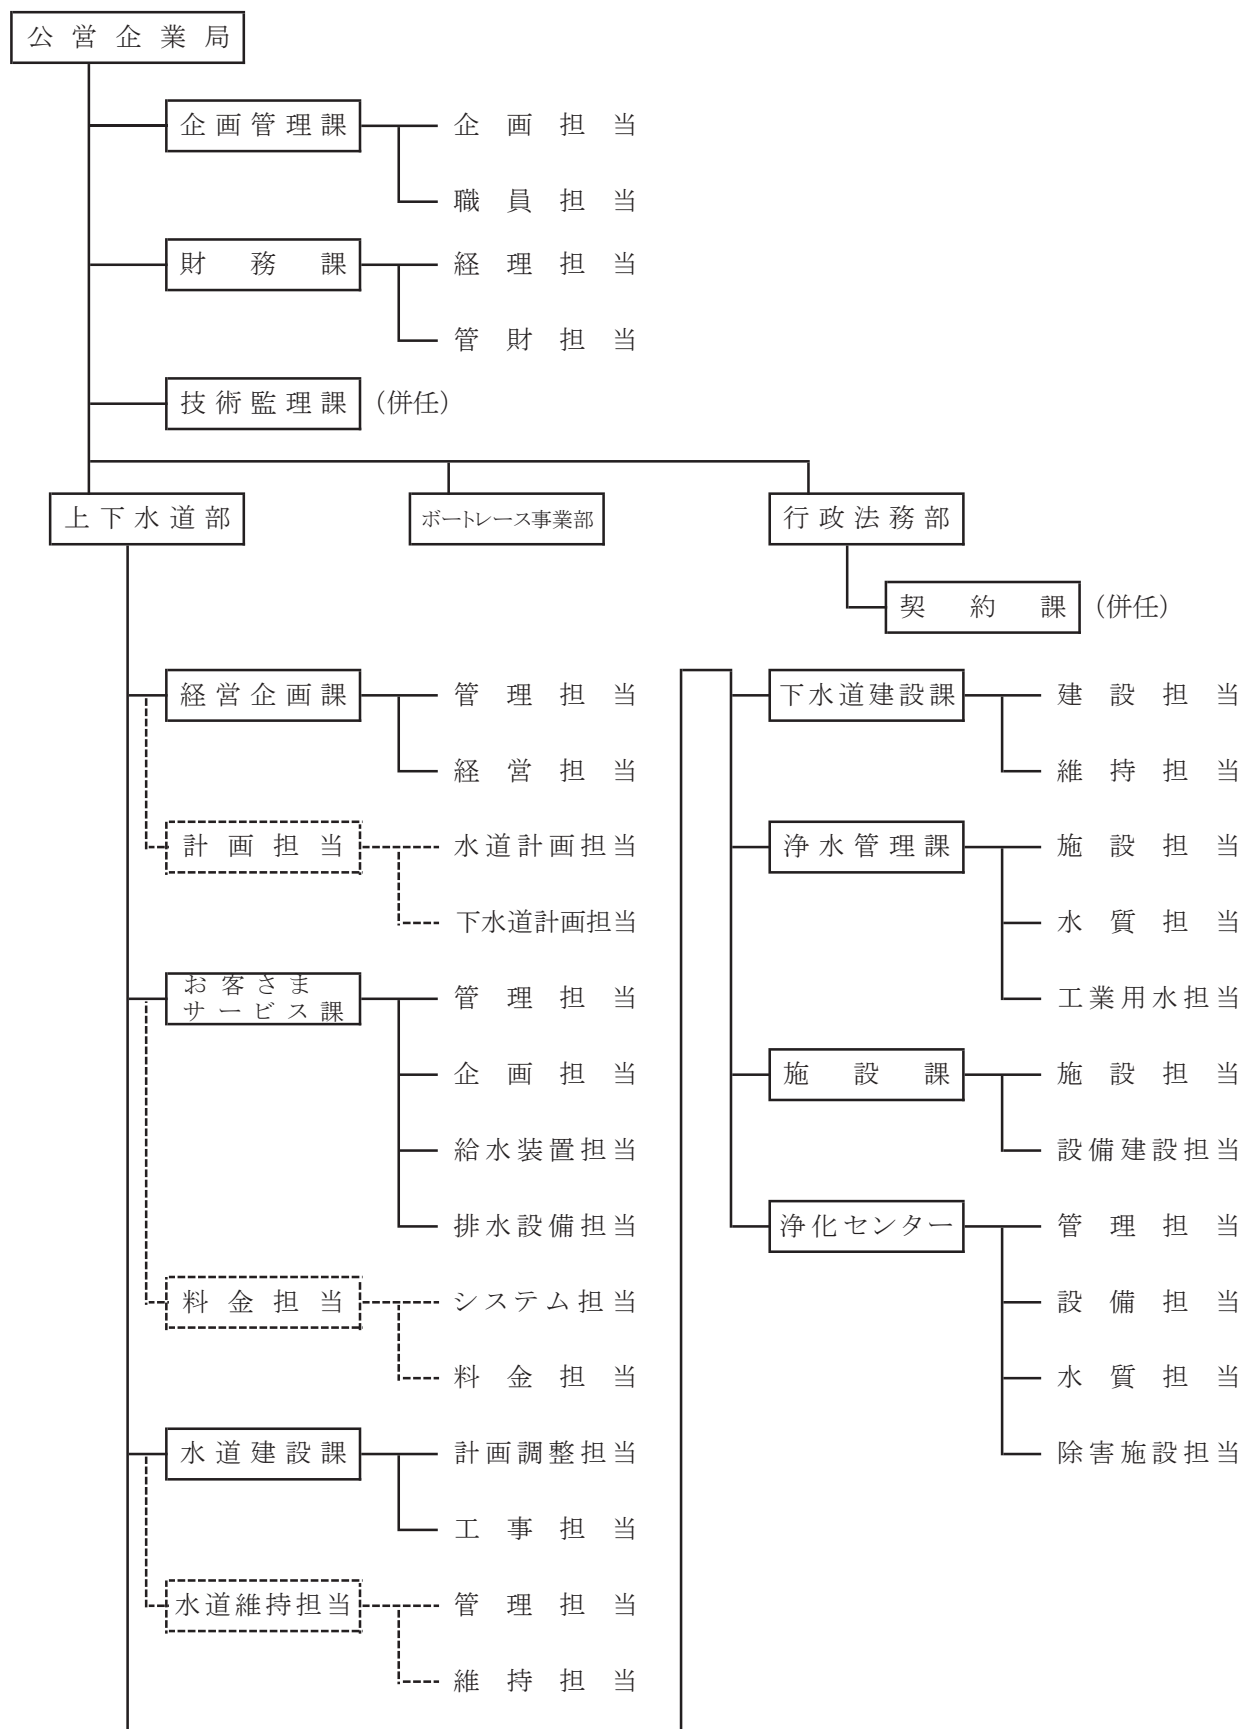 公営企業局
企画管理課
企画担当
職員担当
財務課
経理担当
管財担当
技術監理課
（併任）
上下水道部
ボートレース事業部
行政法務部
契約課
（併任）
経営企画課
管理担当
経営担当
計画担当
水道計画担当
下水道計画担当
お客さま
サービス課
管理担当
企画担当
給水装置担当
排水設備担当
料金担当
システム担当
料金担当
水道建設課
計画調整担当
工事担当
水道維持担当
管理担当
維持担当
下水道建設課
建設担当
維持担当
浄水管理課
施設担当
水質担当
工業用水担当
施設課
施設担当
設備建設担当
浄化センター
管理担当
設備担当
水質担当
除害施設担当